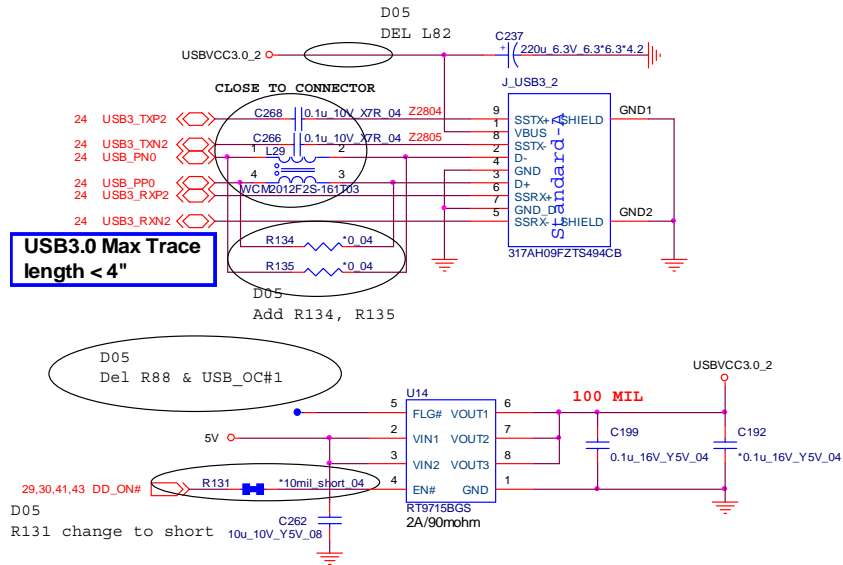 D05
DEL L82
C237
+
220u_6.3V_6.3*6.3*4.2
USBVCC3.0_2
CLOSE TO CONNECTOR
J_USB3_2
24 USB3_TXP2
C268
0.1u_10V_X7R_04
Z2804
9
SSTX+
SHIELD
GND1
1
VBUS
24 USB3_TXN2
C266
0.1u_10V_X7R_04
Z2805
8
SSTX-
24 USB_PN0
1
L29
2
2
D-
4
GND
24 USB_PP0
4
3
3
D+
WCM2012F2S-161T03
24 USB3_RXP2
6
SSRX+
7
GND_D
24 USB3_RXN2
5
SSRX-
SHIELD
GND2
Standard-A
317AH09FZTS494CB
USB3.0 Max Trace
length < 4"
R134
*0_04
R135
*0_04
D05
Add R134, R135
D05
Del R88 & USB_OC#1
USBVCC3.0_2
U14
5
FLG#
VOUT1
6
100 MIL
5V
2
VIN1
VOUT2
7
3
VIN2
VOUT3
8
C199
0.1u_16V_Y5V_04
C192
*0.1u_16V_Y5V_04
29,30,41,43 DD_ON#
R131
*10mil_short_04
4
EN#
GND
1
RT9715BGS
2A/90mohm
D05
R131 change to short
C262
10u_10V_Y5V_08